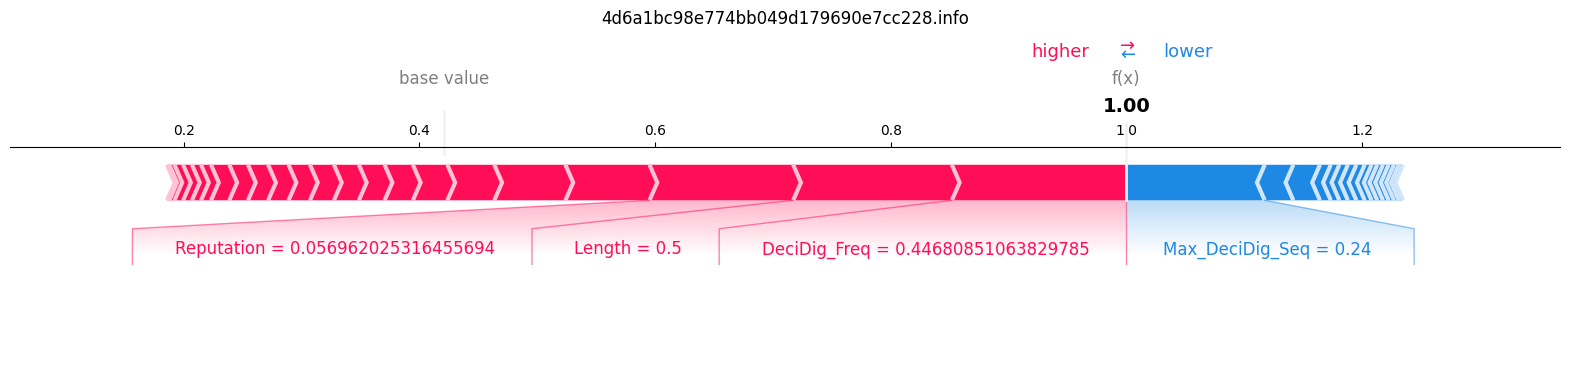 4d6a1bc98e774bb049d179690e7cc228.info
higher → ← lower
base value f(x)
1.00
0.2 0.4 0.6 0.8 1.0 1.2
Reputation = 0.056962025316455694 Length = 0.5 DeciDig_Freq = 0.44680851063829785 Max_DeciDig_Seq = 0.24